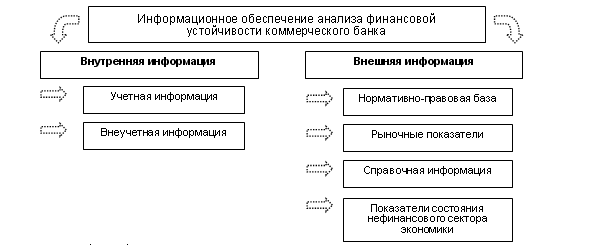 Информационное обеспечение анализа финансовой
устойчивости коммерческого банка
Внутренняя информация
Учетная информация
Внеучетная информация
Внешняя информация
Нормативно-правовая база
Рыночные показатели
Справочная информация
Показатели состояния
нефинансового сектора
экономики